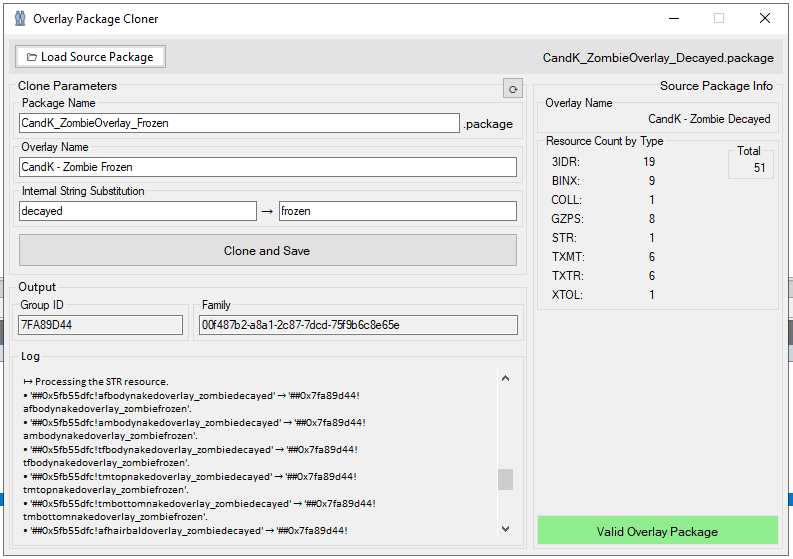 Overlay Package Cloner
Load Source Package
CandK_ZombieOverlay_Decayed.package
Clone Parameters
Package Name
CandK_ZombieOverlay_Frozen
.package
Overlay Name
CandK - Zombie Frozen
Internal String Substitution
decayed → frozen
Clone and Save
Output
Group ID
7FA89D44
Family
00f487b2-a8a1-2c87-7dcd-75f9b6c8e65e
Log
↦ Processing the STR resource.
• '##0x5fb55dfc!afbodynakedoverlay_zombiedecayed' → '##0x7fa89d44!
afbodynakedoverlay_zombiefrozen'.
• '##0x5fb55dfc!ambodynakedoverlay_zombiedecayed' → '##0x7fa89d44!
ambodynakedoverlay_zombiefrozen'.
• '##0x5fb55dfc!tfbodynakedoverlay_zombiedecayed' → '##0x7fa89d44!
tfbodynakedoverlay_zombiefrozen'.
• '##0x5fb55dfc!tmtopnakedoverlay_zombiedecayed' → '##0x7fa89d44!
tmtopnakedoverlay_zombiefrozen'.
• '##0x5fb55dfc!tmbottomnakedoverlay_zombiedecayed' → '##0x7fa89d44!
tmbottomnakedoverlay_zombiefrozen'.
• '##0x5fb55dfc!afhairbaldoverlay_zombiedecayed' → '##0x7fa89d44!
Source Package Info
Overlay Name
CandK - Zombie Decayed
Resource Count by Type
Total
51
3IDR: 19
BINX: 9
COLL: 1
GZPS: 8
STR: 1
TXMT: 6
TXTR: 6
XTOL: 1
Valid Overlay Package